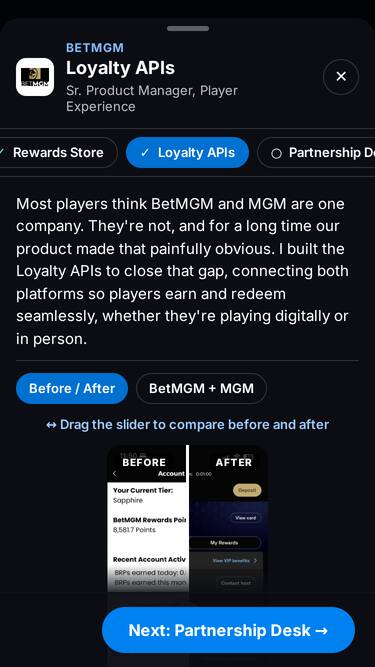 BETMGM
BETMGM
Loyalty APIs
Sr. Product Manager, Player
Experience
✕
✓ Rewards Store
✓ Loyalty APIs
○ Partnership De
Most players think BetMGM and MGM are one
company. They're not, and for a long time our
product made that painfully obvious. I built the
Loyalty APIs to close that gap, connecting both
platforms so players earn and redeem
seamlessly, whether they're playing digitally or
in person.
Before / After
BetMGM + MGM
↔ Drag the slider to compare before and after
BEFORE
AFTER
Account
0:01:00
Your Current Tier:
Sapphire
Deposit
BetMGM Rewards Poin
8,581.7 Points
View card
My Rewards
Recent Account Activ
View VIP benefits >
BRPs earned today: 0.
BRPs earned this mon
Contact host
Next: Partnership Desk →